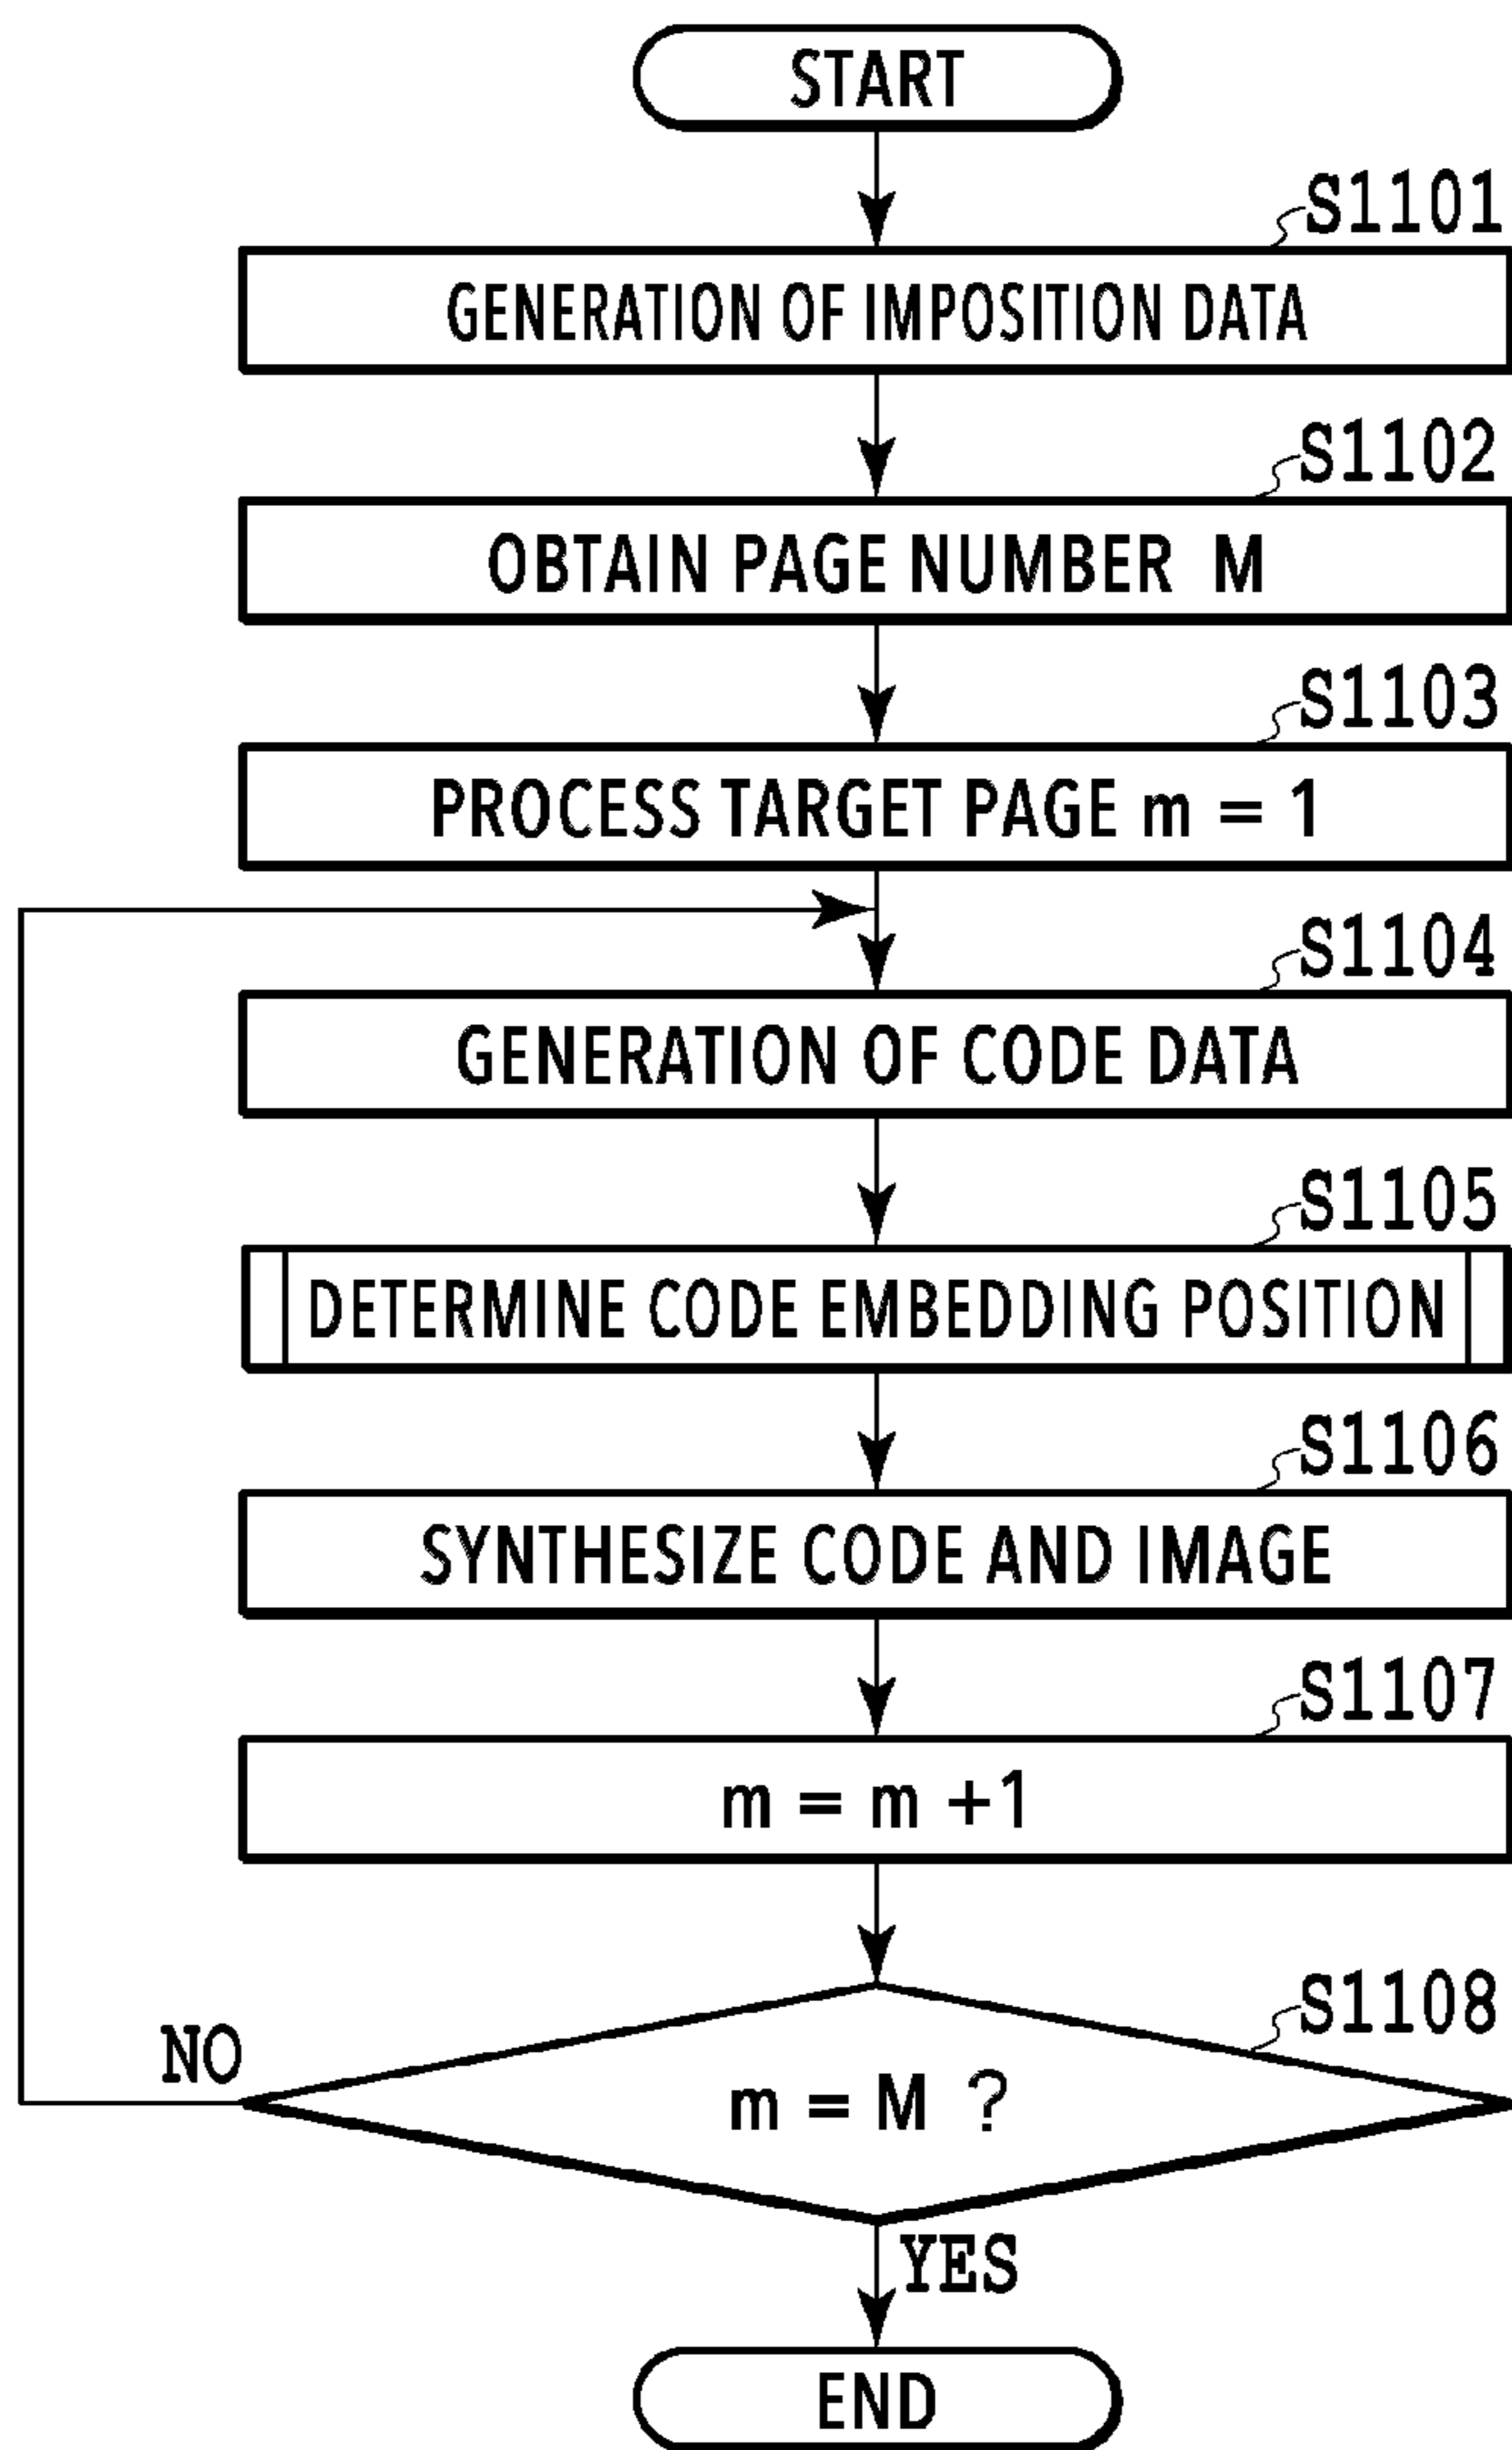 START
S1101
GENERATION OF IMPOSITION DATA
S1102
OBTAIN PAGE NUMBER M
S1103
PROCESS TARGET PAGE m = 1
S1104
GENERATION OF CODE DATA
S1105
DETERMINE CODE EMBEDDING POSITION
S1106
SYNTHESIZE CODE AND IMAGE
S1107
m = m +1
S1108
NO
m = M ?
YES
END